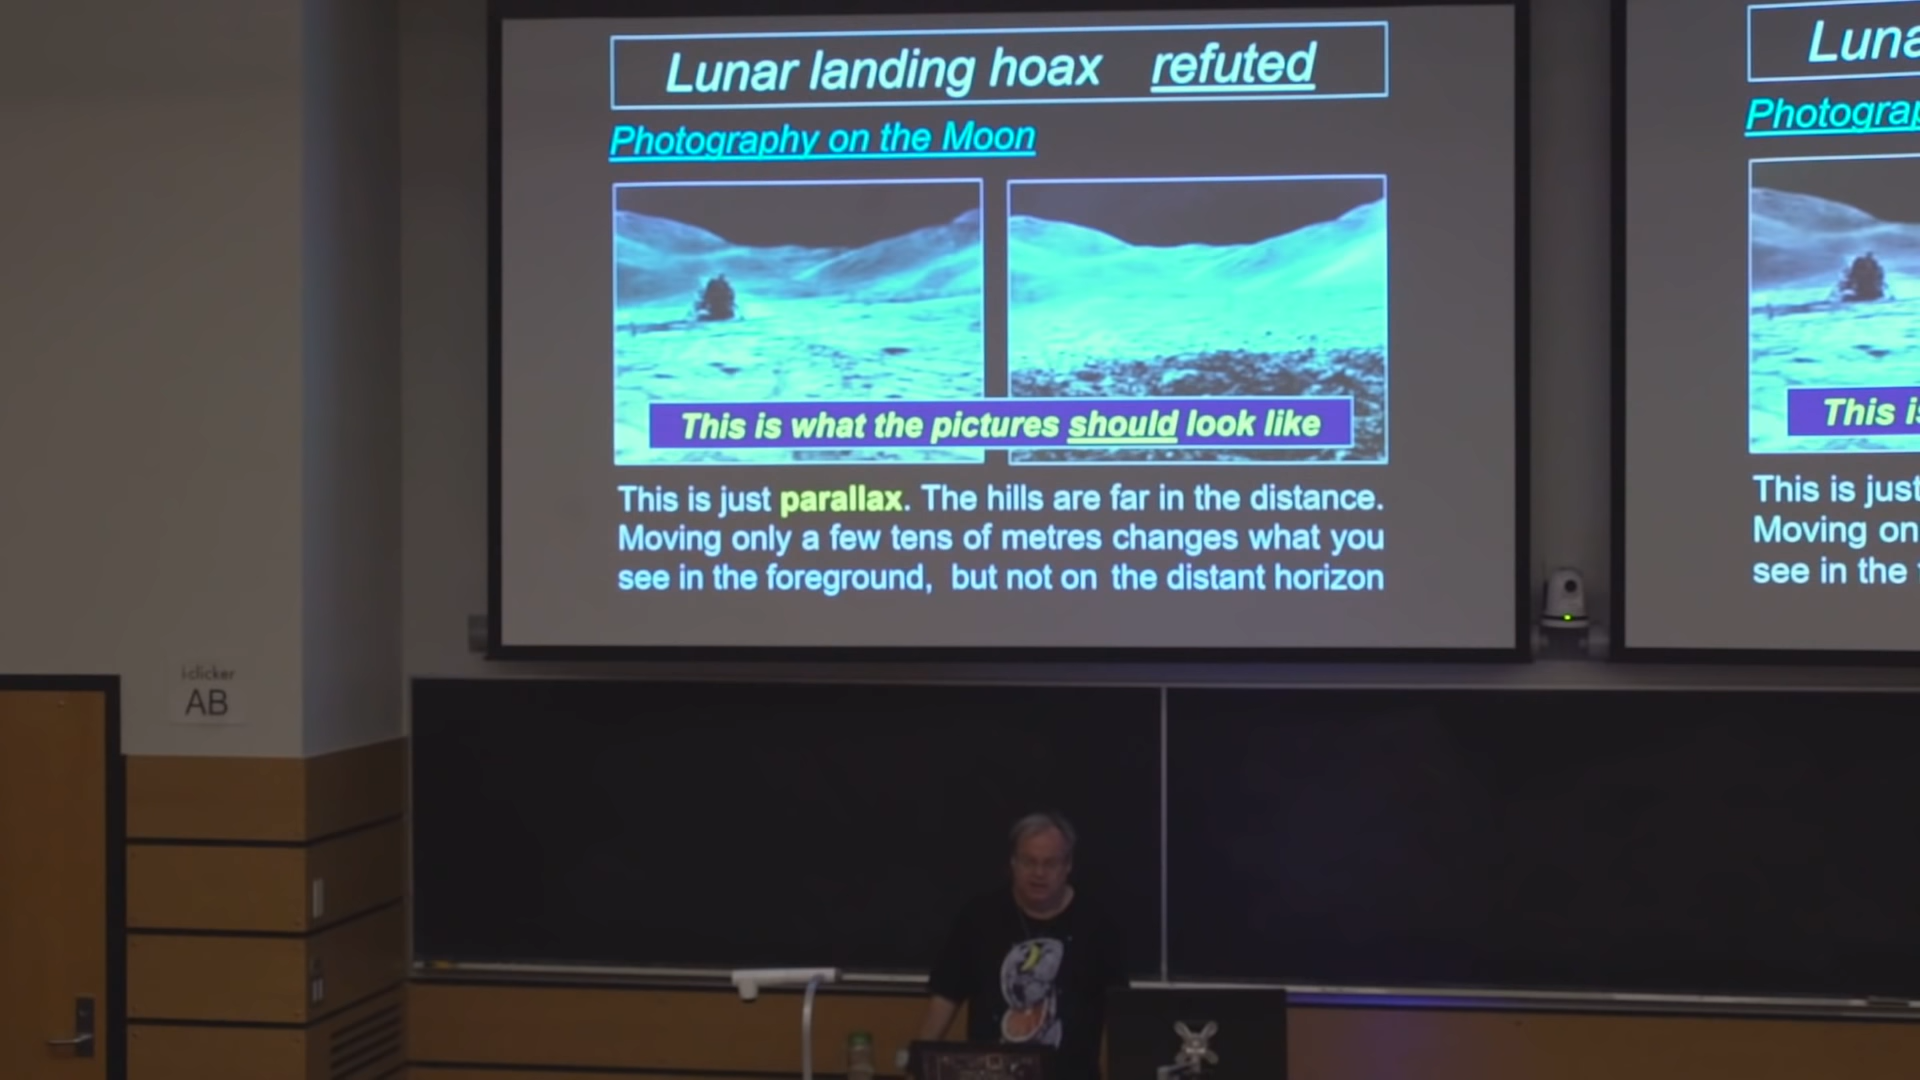 Lunar landing hoax refuted
Photography on the Moon
This is what the pictures should look like
This is just parallax. The hills are far in the distance.
Moving only a few tens of metres changes what you
see in the foreground, but not on the distant horizon
Luna
Photograp
This is
This is just
Moving on
see in the
i-clicker
AB